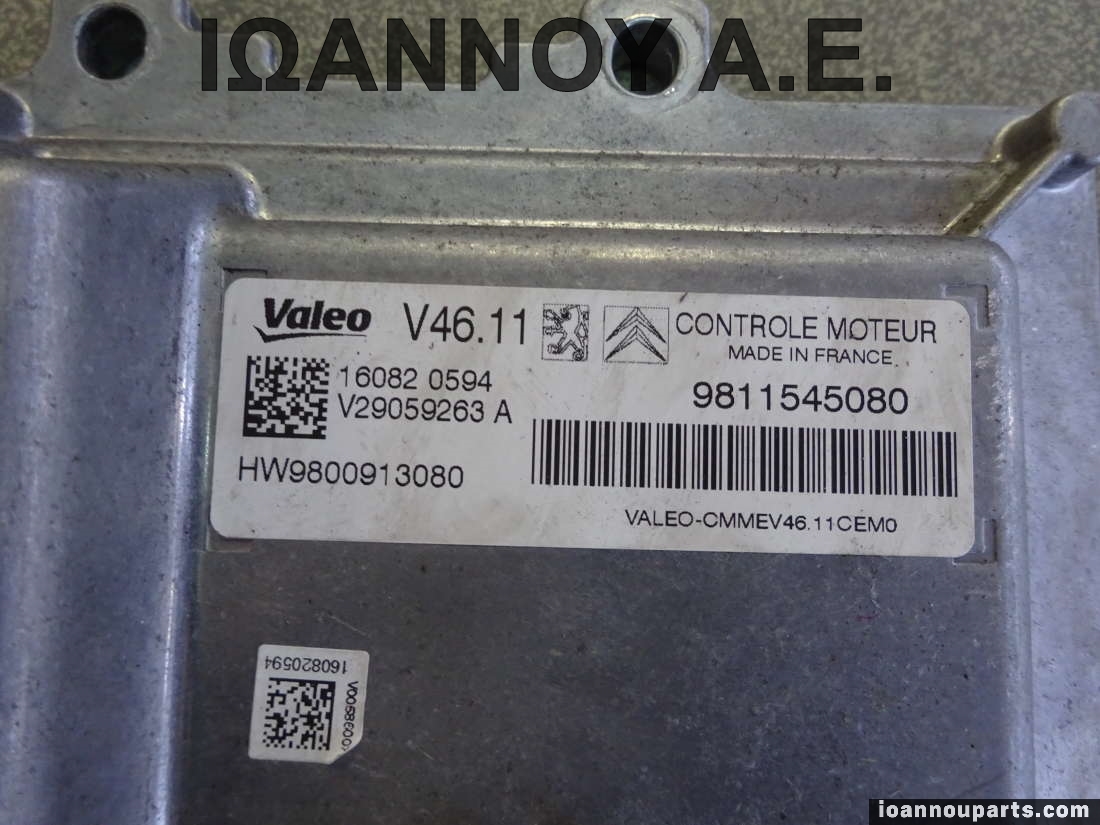 ΙΩΑΝΝΟΥ Α.Ε.
Valeo V46.11 CONTROLE MOTEUR
MADE IN FRANCE
16082 0594
V29059263 A
9811545080
HW9800913080
VALEO-CMMEV46.11CEM0
160820594
ioannouparts.com